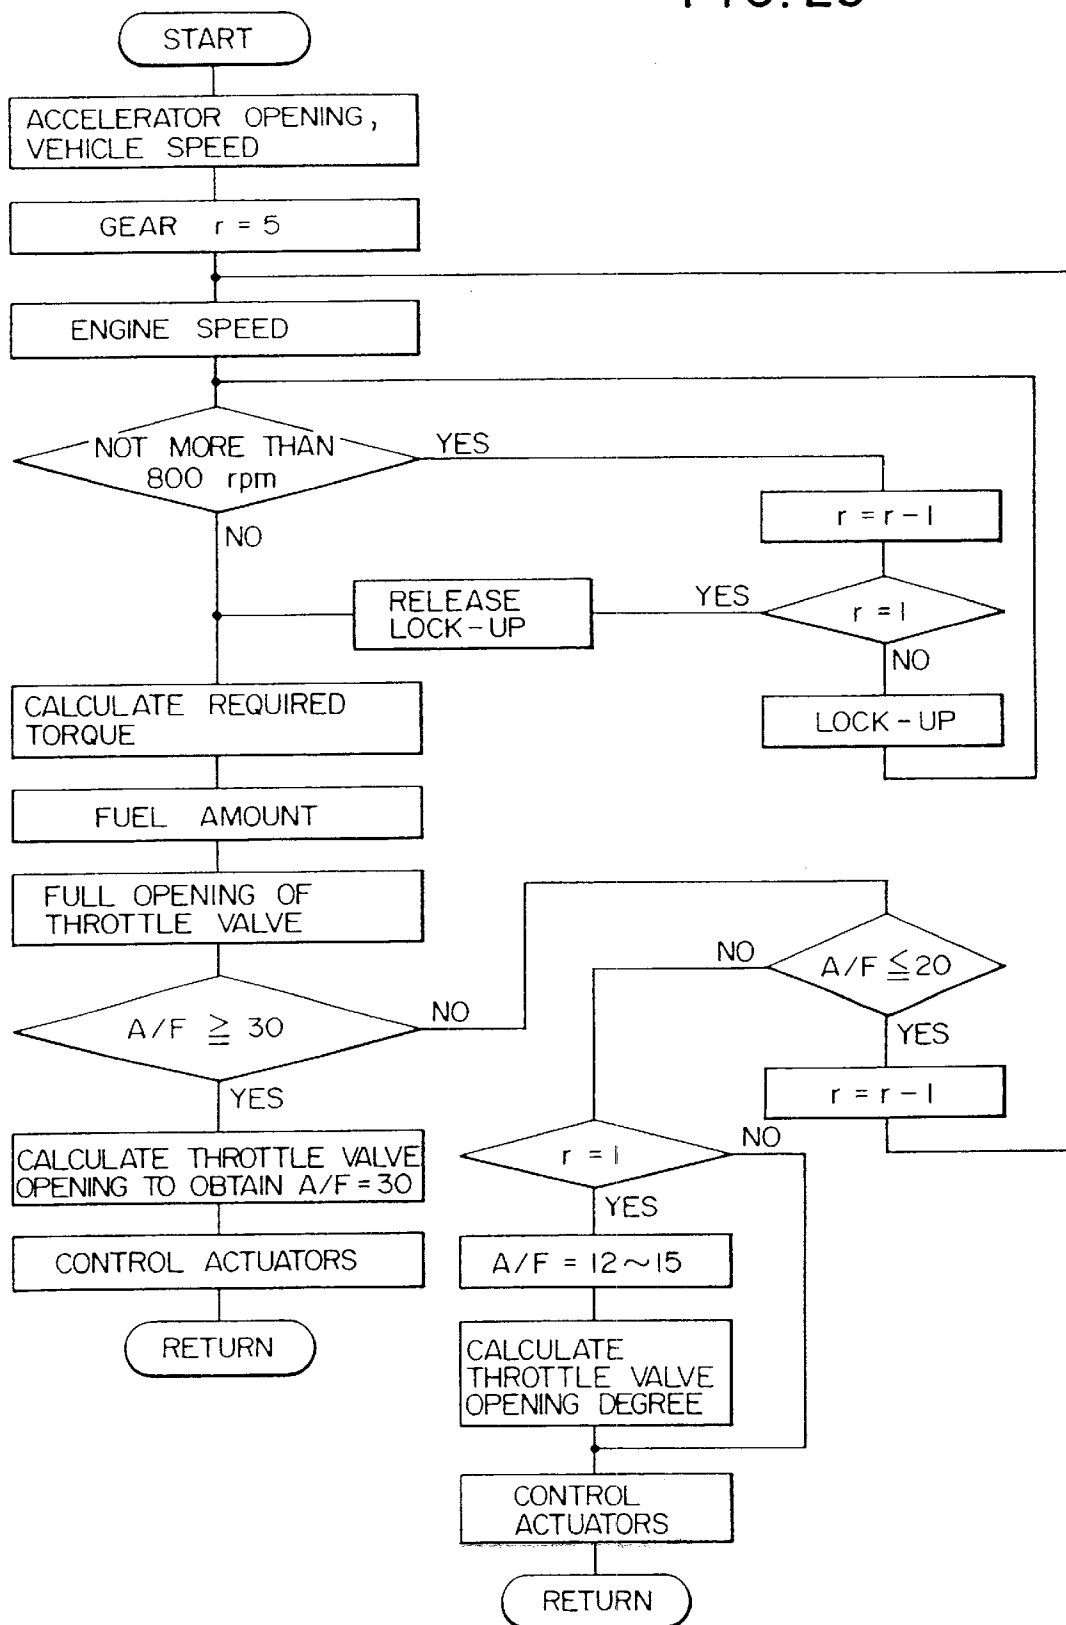 START
ACCELERATOR OPENING,
VEHICLE SPEED
GEAR r = 5
ENGINE SPEED
NOT MORE THAN
800 rpm
YES
NO
r = r - 1
r = 1
YES
NO
RELEASE
LOCK-UP
LOCK-UP
CALCULATE REQUIRED
TORQUE
FUEL AMOUNT
FULL OPENING OF
THROTTLE VALVE
A/F ≧ 30
NO
YES
A/F ≦ 20
NO
YES
r = r - 1
CALCULATE THROTTLE VALVE
OPENING TO OBTAIN A/F = 30
CONTROL ACTUATORS
RETURN
r = 1
NO
YES
A/F = 12~15
CALCULATE
THROTTLE VALVE
OPENING DEGREE
CONTROL
ACTUATORS
RETURN